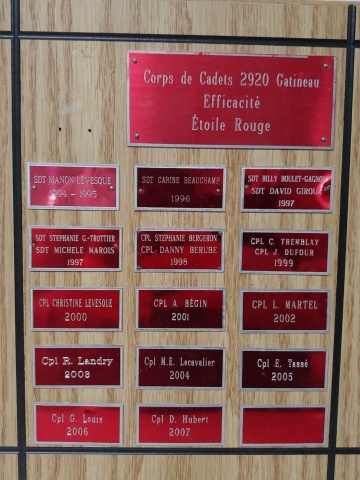 Corps de Cadets 2920 Gatineau
Efficacité
Étoile Rouge
SDT MANON LÉVESQUE
1994 - 1995
SDT CARINE BEAUCHAMP
1996
SDT BILLY BOULET-GAGNON
SDT DAVID GIROUX
1997
SDT STEPHANIE G.-TROTTIER
SDT MICHELE MAROIS
1997
CPL STEPHANIE BERGERON
CPL. DANNY BERUBE
1998
CPL C. TREMBLAY
CPL J. DUFOUR
1999
CPL CHRISTINE LEVESQUE
2000
CPL A. BÉGIN
2001
CPL L. MARTEL
2002
Cpl R. Landry
2003
Cpl M.E. Lecavalier
2004
Cpl E. Tassé
2005
Cpl G. Louis
2006
Cpl D. Hubert
2007